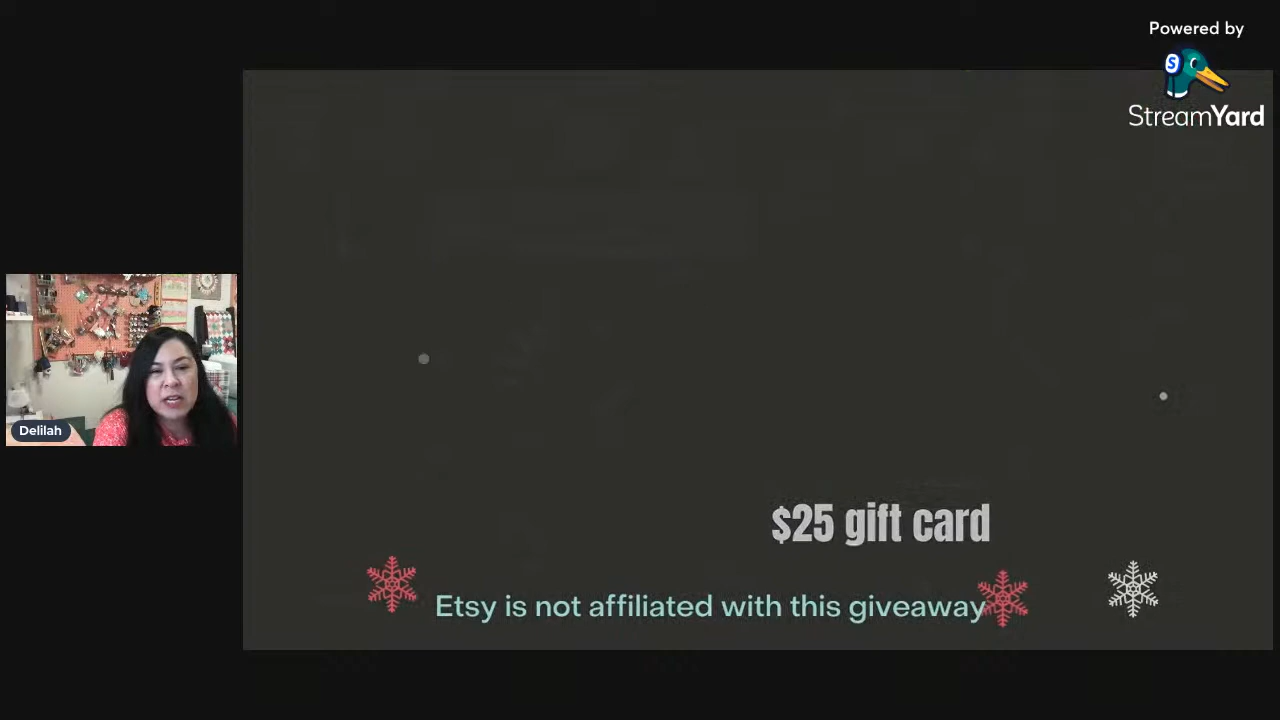 Powered by
S
StreamYard
Delilah
$25 gift card
Etsy is not affiliated with this giveaway